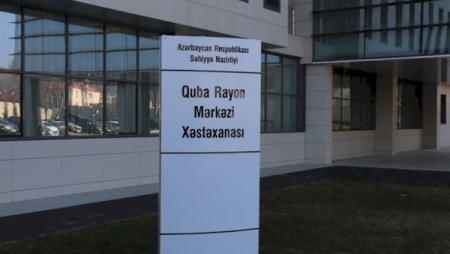 Azərbaycan Respublikası
Səhiyyə Nazirliyi
Quba Rayon
Mərkəzi
Xəstəxanası